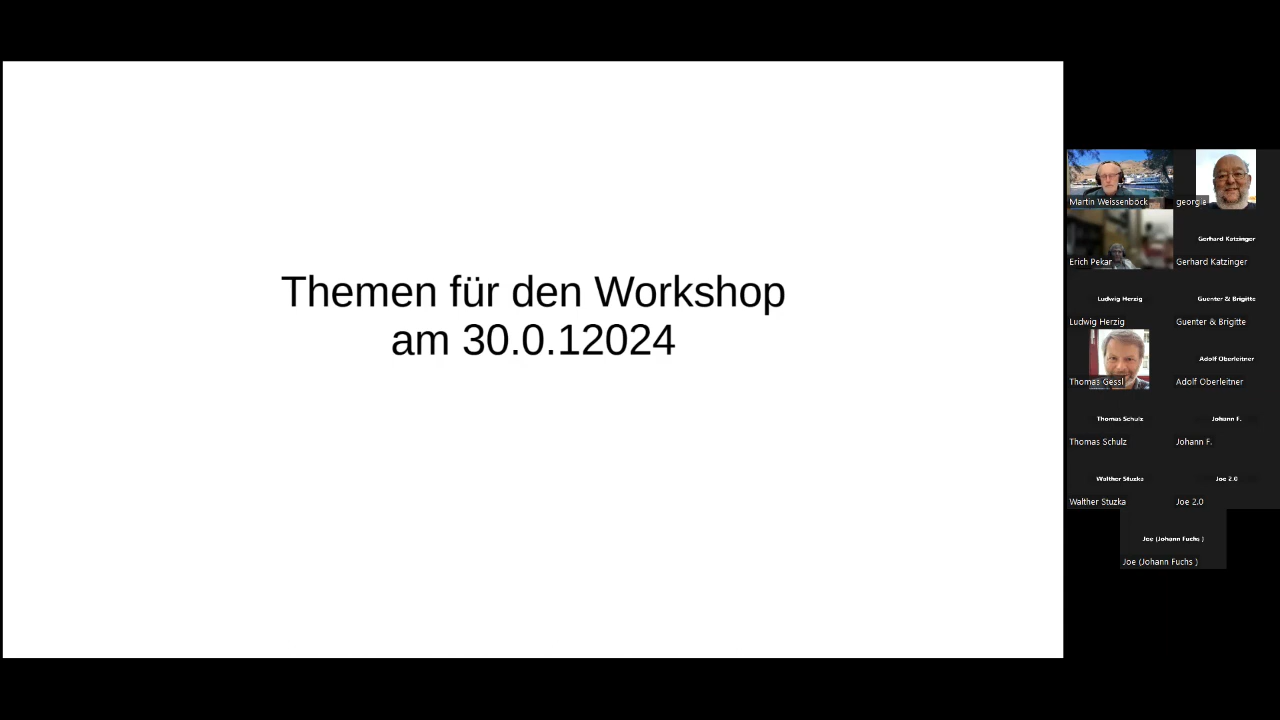 Themen für den Workshop
am 30.0.12024
Martin Weissenböck
georgie
Erich Pekar
Gerhard Katzinger
Gerhard Katzinger
Ludwig Herzig
Ludwig Herzig
Guenter & Brigitte
Guenter & Brigitte
Thomas Gessl
Adolf Oberleitner
Adolf Oberleitner
Thomas Schulz
Thomas Schulz
Johann F.
Johann F.
Walther Stuzka
Walther Stuzka
Joe 2.0
Joe 2.0
Joe (Johann Fuchs )
Joe (Johann Fuchs )